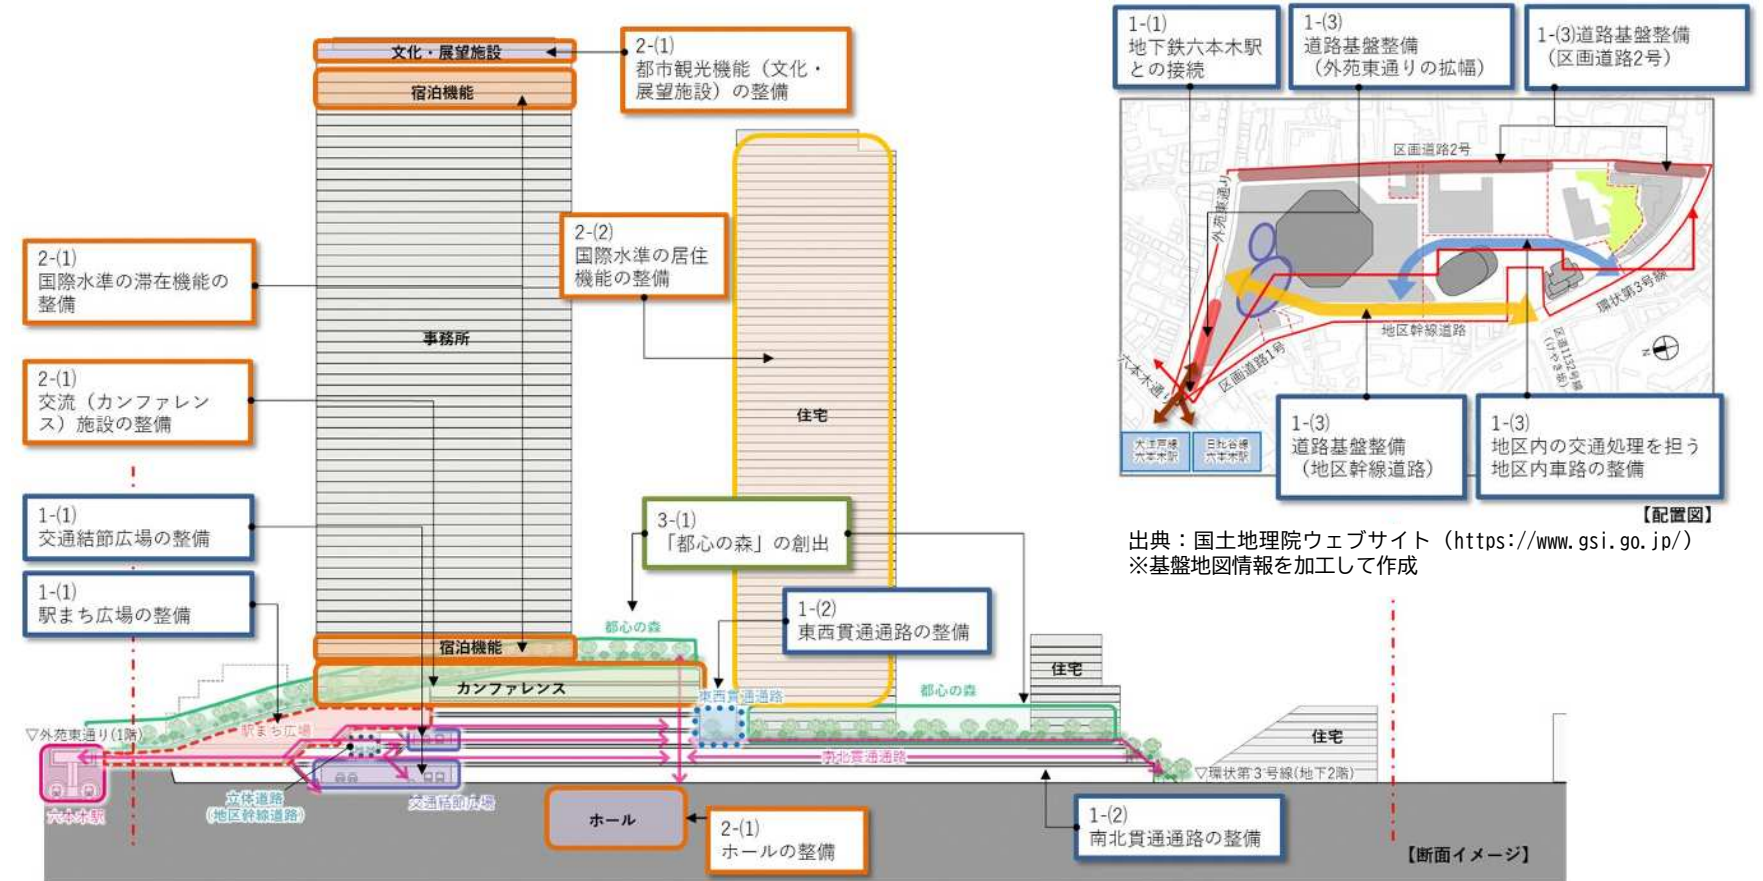 2-(1)
都市観光機能（文化・
展望施設）の整備
文化・展望施設
宿泊機能
2-(2)
国際水準の居住
機能の整備
2-(1)
国際水準の滞在機能の
整備
事務所
2-(1)
交流（カンファレン
ス）施設の整備
住宅
1-(1)
交通結節広場の整備
3-(1)
「都心の森」の創出
1-(1)
駅まち広場の整備
1-(2)
東西貫通通路の整備
都心の森
宿泊機能
カンファレンス
東西貫通通路
都心の森
住宅
▽外苑東通り(1階)
駅まち広場
南北貫通通路
住宅
▽環状第3号線(地下2階)
六本木駅
立体道路
(地区幹線道路)
交通結節広場
ホール
2-(1)
ホールの整備
1-(2)
南北貫通通路の整備
【断面イメージ】
1-(1)
地下鉄六本木駅
との接続
1-(3)
道路基盤整備
（外苑東通りの拡幅）
1-(3)道路基盤整備
（区画道路2号）
区画道路2号
外苑東通り
環状第3号線
地区幹線道路
区画道路1号
区道1132号線
(けやき坂)
六本木通り
N
大江戸線
六本木駅
日比谷線
六本木駅
1-(3)
道路基盤整備
（地区幹線道路）
1-(3)
地区内の交通処理を担う
地区内車路の整備
【配置図】
出典：国土地理院ウェブサイト（https://www.gsi.go.jp/）
※基盤地図情報を加工して作成